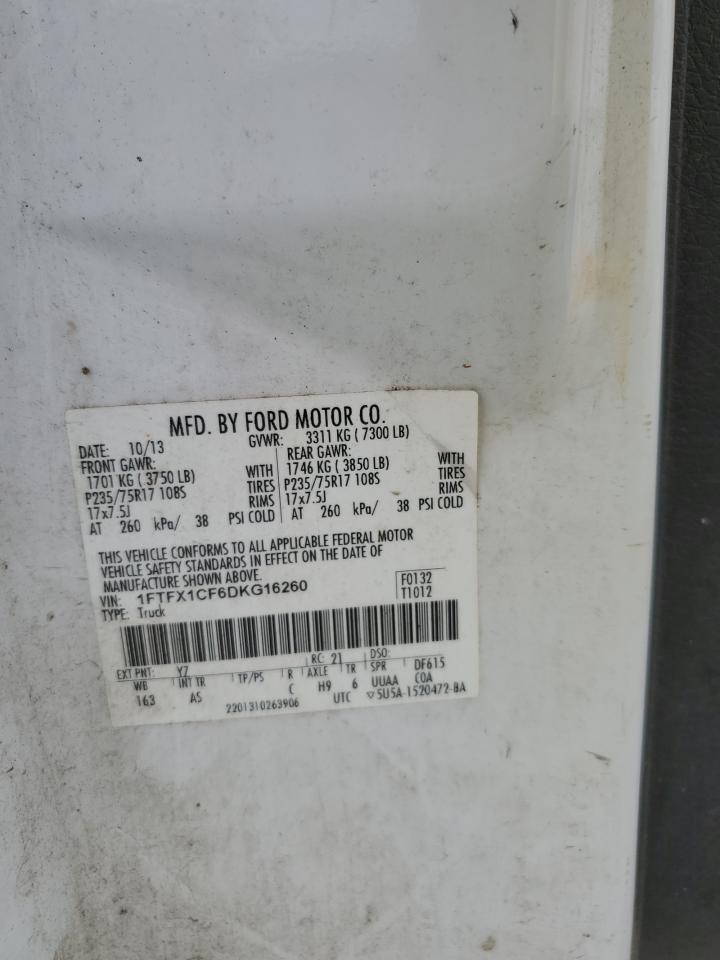 MFD. BY FORD MOTOR CO.
DATE: 10/13 GVWR: 3311 KG ( 7300 LB)
FRONT GAWR: REAR GAWR:
1701 KG ( 3750 LB) WITH 1746 KG ( 3850 LB) WITH
P235/75R17 108S TIRES P235/75R17 108S TIRES
17x7.5J RIMS 17x7.5J RIMS
AT 260 kPa/ 38 PSI COLD AT 260 kPa/ 38 PSI COLD
THIS VEHICLE CONFORMS TO ALL APPLICABLE FEDERAL MOTOR
VEHICLE SAFETY STANDARDS IN EFFECT ON THE DATE OF
MANUFACTURE SHOWN ABOVE.
VIN: 1FTFX1CF6DKG16260 F0132
TYPE: Truck T1012
EXT PNT: Y7 RC: 21 DSO:
WB INT TR TP/PS R AXLE TR SPR DF615
163 AS C H9 6 UUAA COA
2201310263906 UTC ▽5U5A-1520472-BA